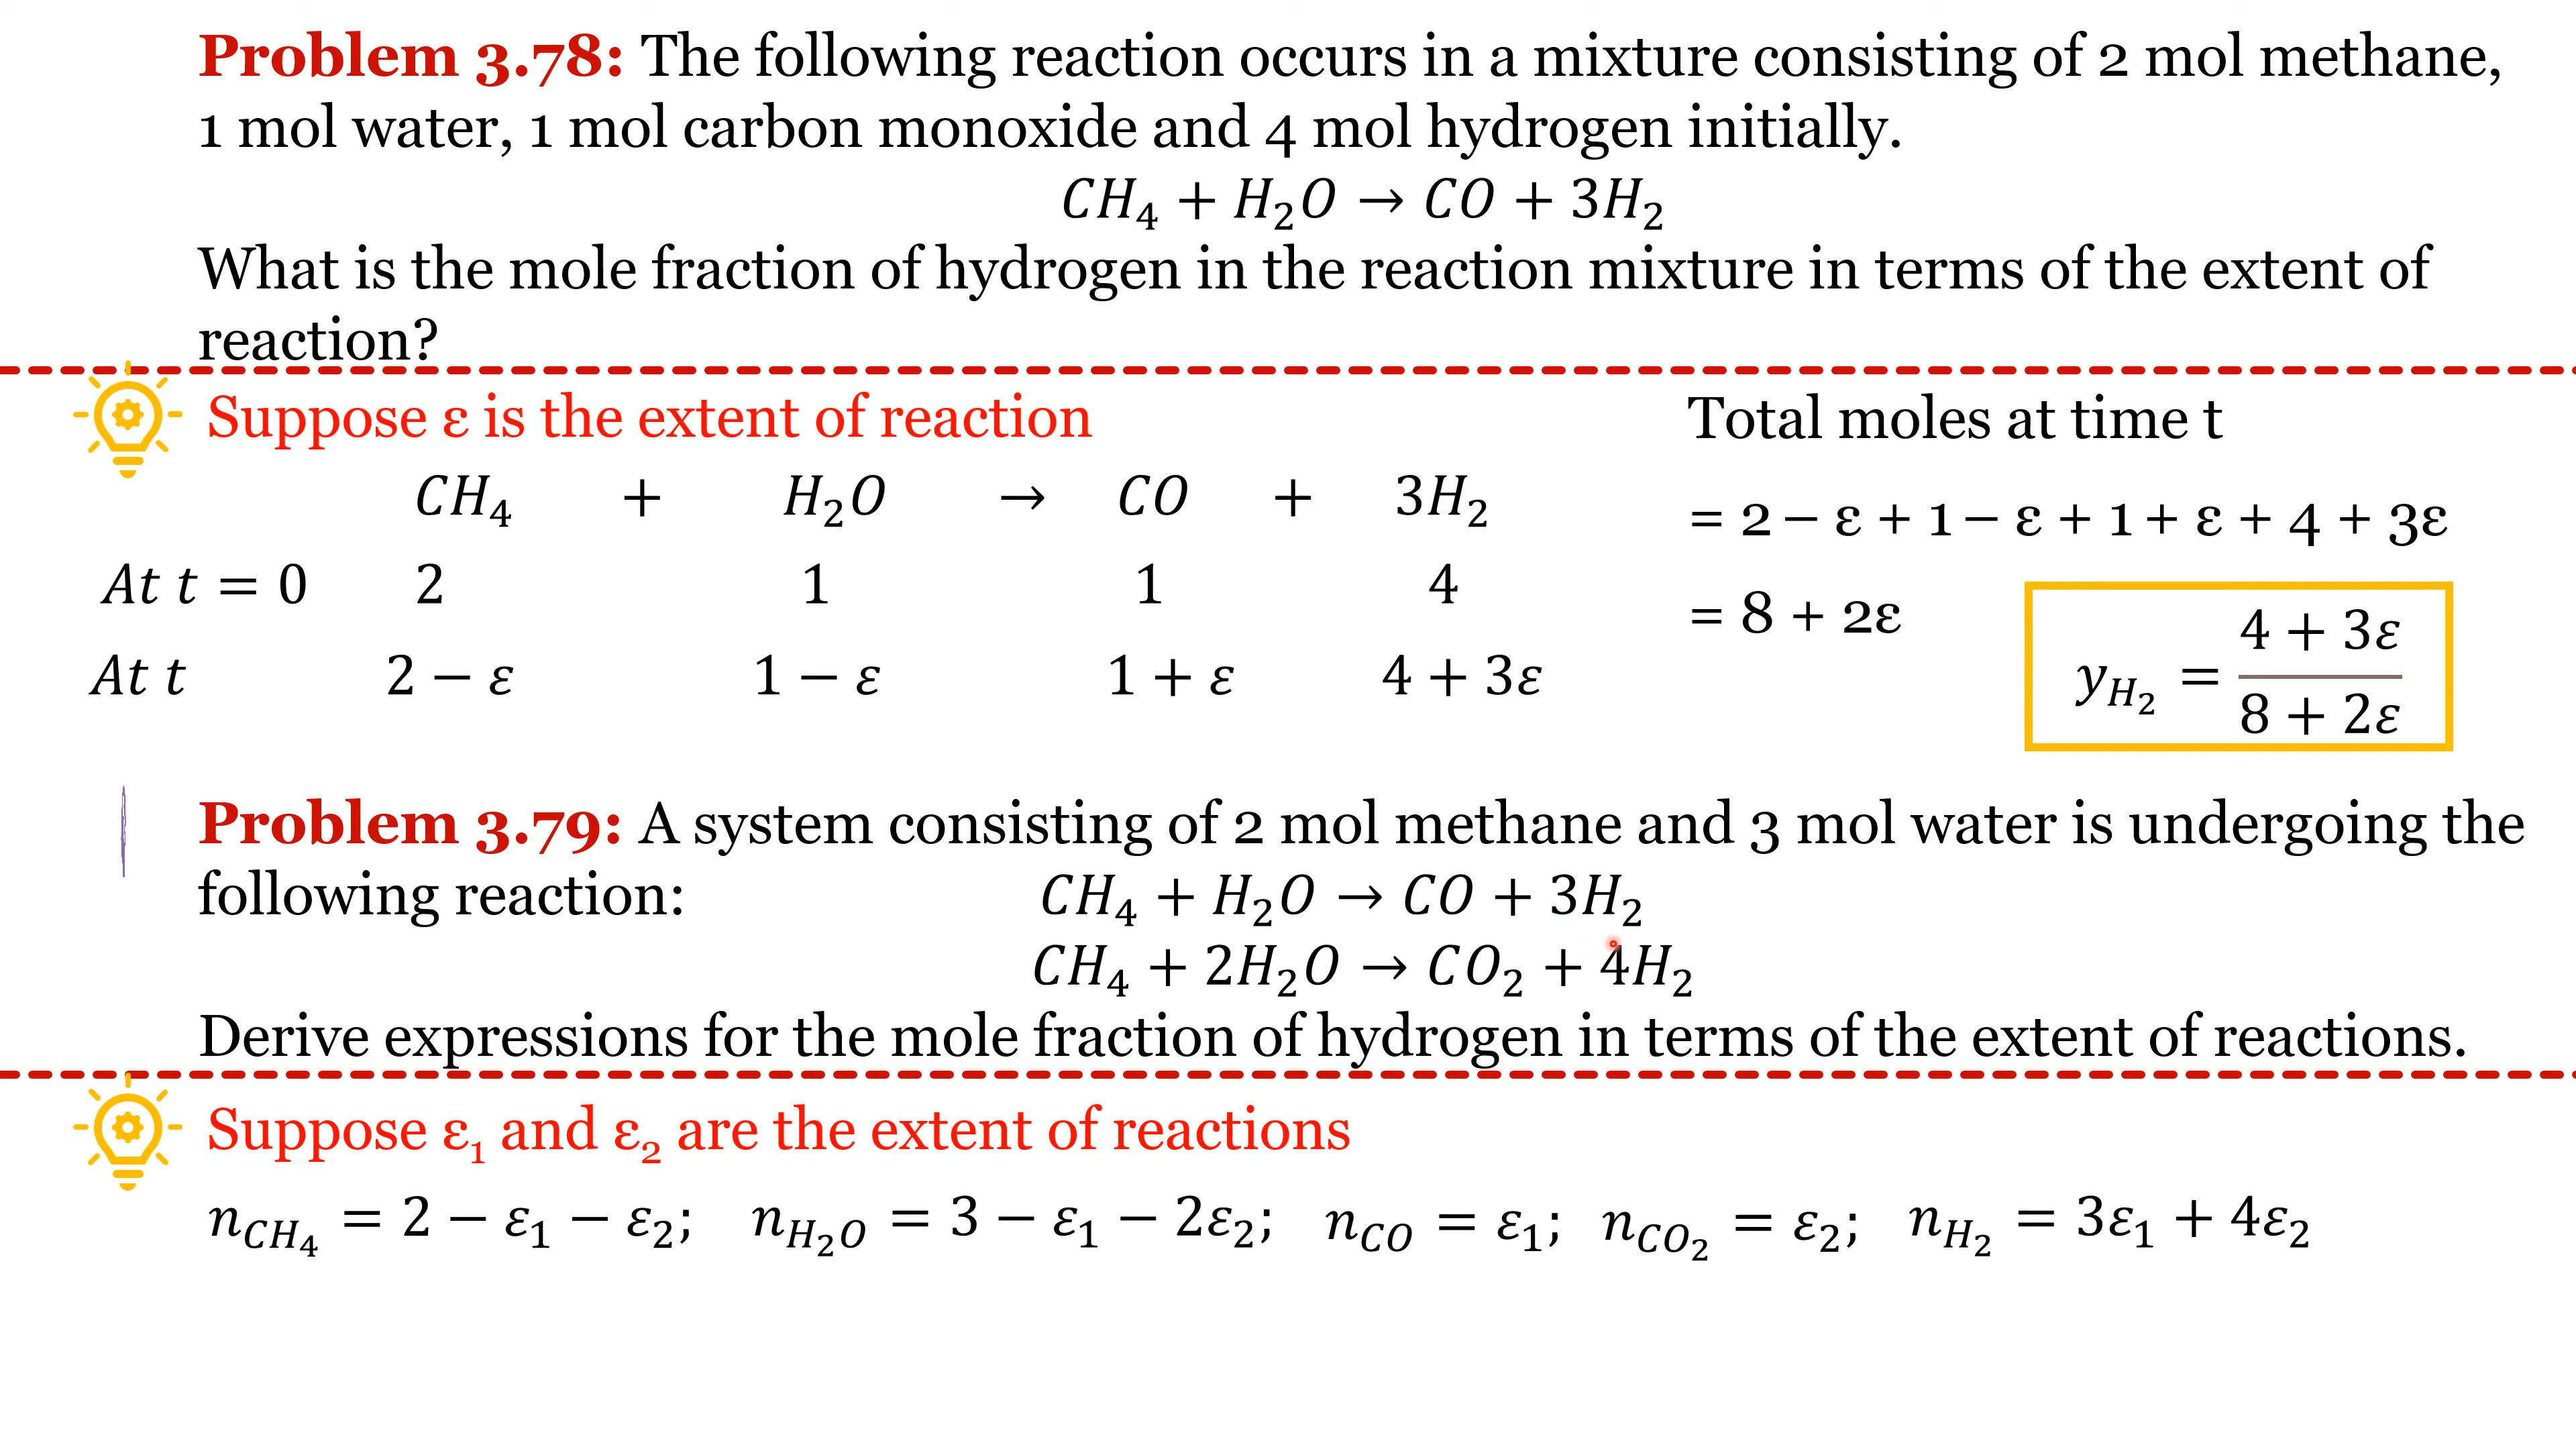 Problem 3.78: The following reaction occurs in a mixture consisting of 2 mol methane,
1 mol water, 1 mol carbon monoxide and 4 mol hydrogen initially.
CH₄ + H₂O → CO + 3H₂
What is the mole fraction of hydrogen in the reaction mixture in terms of the extent of
reaction?
Suppose ε is the extent of reaction
CH₄ + H₂O → CO + 3H₂
At t = 0 2 1 1 4
At t 2 − ε 1 − ε 1 + ε 4 + 3ε
Total moles at time t
= 2 – ε + 1 – ε + 1 + ε + 4 + 3ε
= 8 + 2ε
y_H₂ = (4 + 3ε)/(8 + 2ε)
Problem 3.79: A system consisting of 2 mol methane and 3 mol water is undergoing the
following reaction: CH₄ + H₂O → CO + 3H₂
CH₄ + 2H₂O → CO₂ + 4H₂
Derive expressions for the mole fraction of hydrogen in terms of the extent of reactions.
Suppose ε₁ and ε₂ are the extent of reactions
n_CH₄ = 2 − ε₁ − ε₂; n_H₂O = 3 − ε₁ − 2ε₂; n_CO = ε₁; n_CO₂ = ε₂; n_H₂ = 3ε₁ + 4ε₂